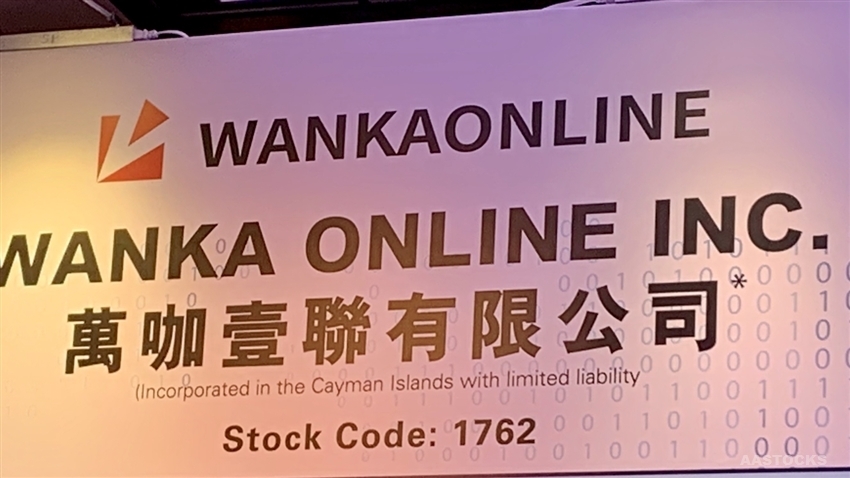 WANKAONLINE
WANKA ONLINE INC.
萬咖壹聯有限公司*
(Incorporated in the Cayman Islands with limited liability
Stock Code: 1762
AASTOCKS